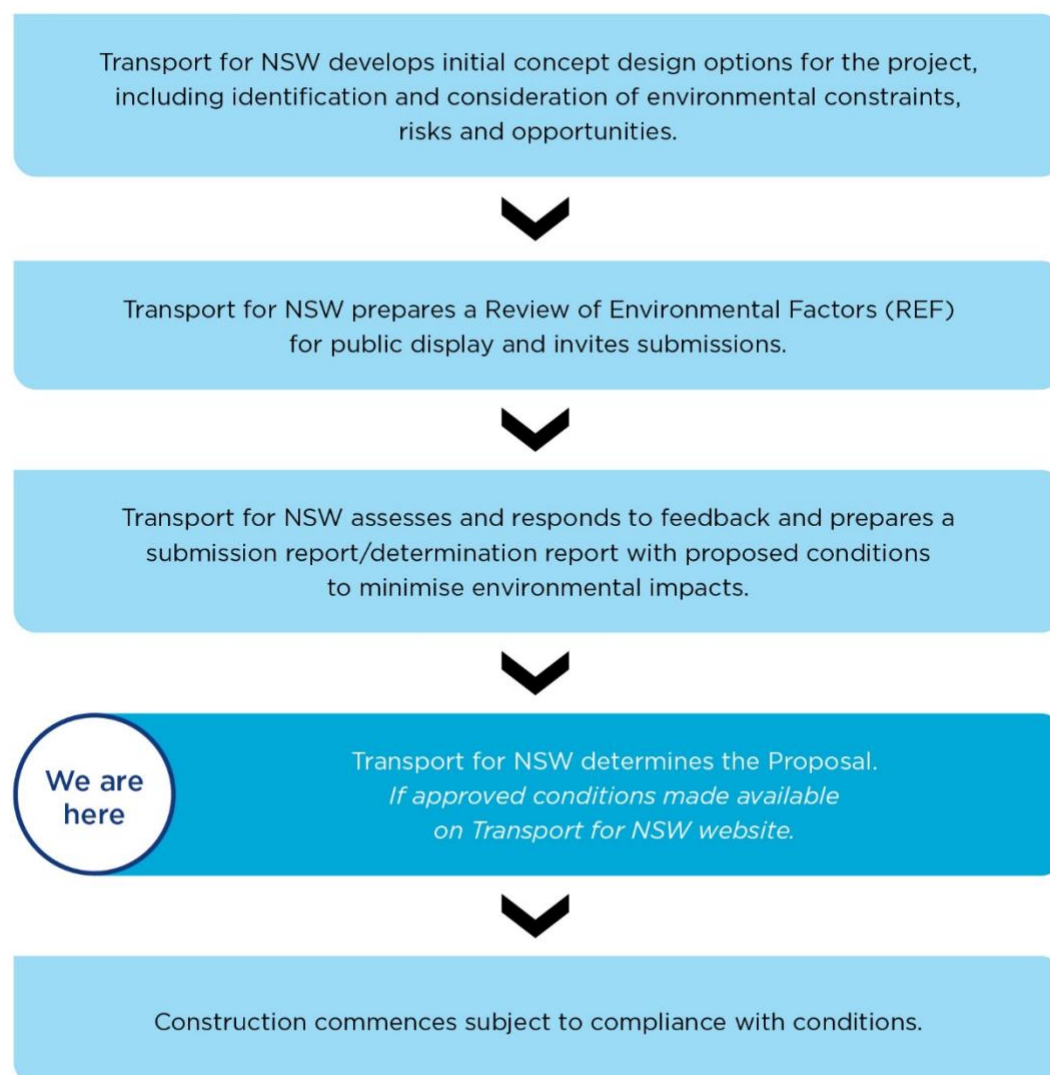 Transport for NSW develops initial concept design options for the project,
including identification and consideration of environmental constraints,
risks and opportunities.
Transport for NSW prepares a Review of Environmental Factors (REF)
for public display and invites submissions.
Transport for NSW assesses and responds to feedback and prepares a
submission report/determination report with proposed conditions
to minimise environmental impacts.
We are
here
Transport for NSW determines the Proposal.
If approved conditions made available
on Transport for NSW website.
Construction commences subject to compliance with conditions.